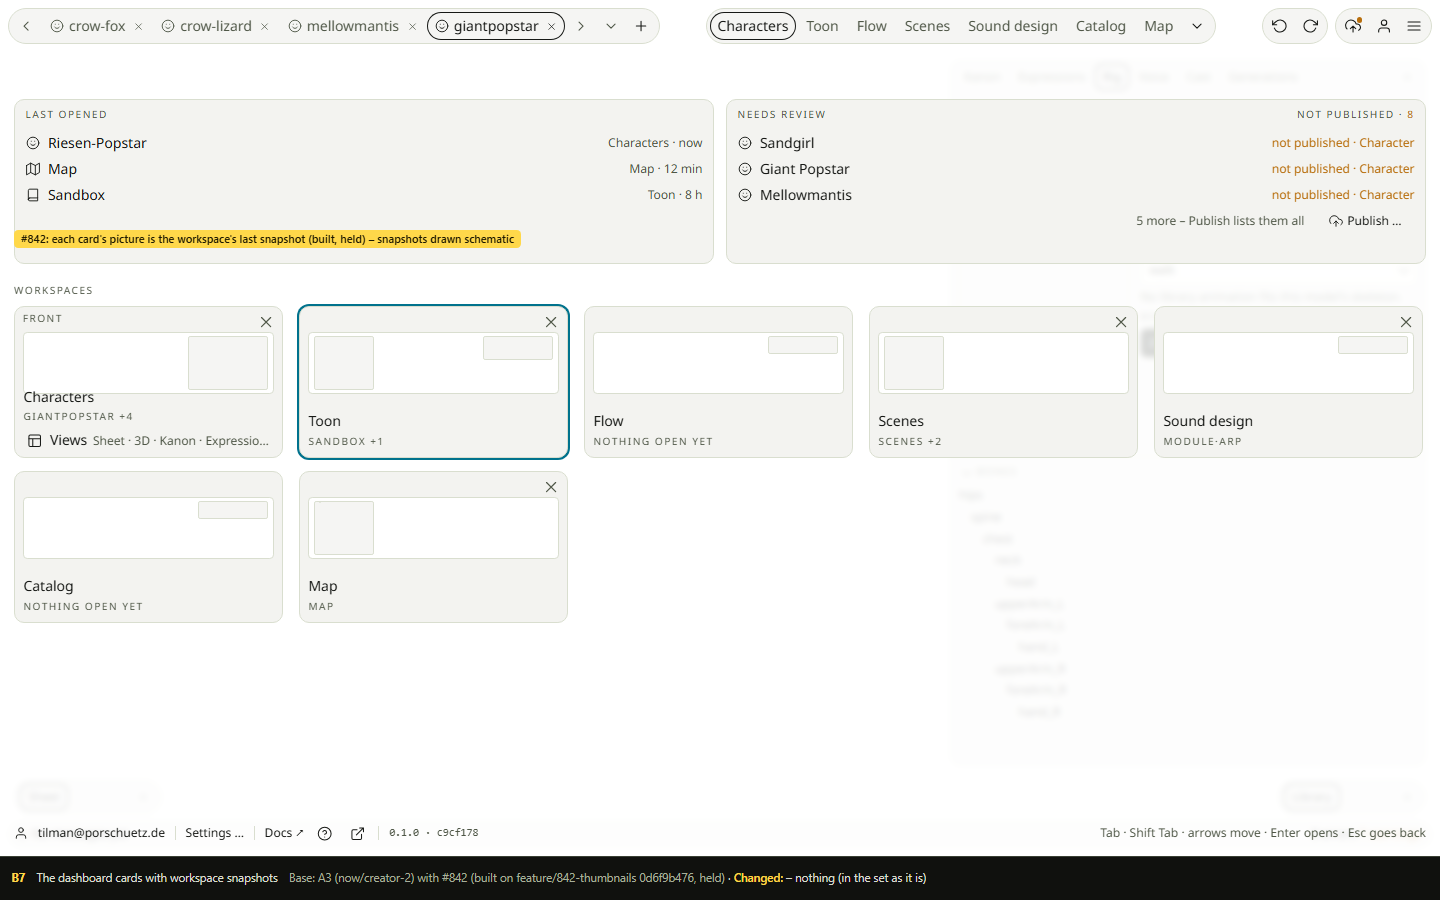 crow-fox crow-lizard mellowmantis giantpopstar Characters Toon Flow Scenes Sound design Catalog Map
LAST OPENED
Riesen-Popstar Characters · now
Map Map · 12 min
Sandbox Toon · 8 h
#842: each card's picture is the workspace's last snapshot (built, held) – snapshots drawn schematic
NEEDS REVIEW NOT PUBLISHED · 8
Sandgirl not published · Character
Giant Popstar not published · Character
Mellowmantis not published · Character
5 more – Publish lists them all Publish ...
WORKSPACES
FRONT
Characters
GIANTPOPSTAR +4
Views Sheet · 3D · Kanon · Expressio...
Toon
SANDBOX +1
Flow
NOTHING OPEN YET
Scenes
SCENES +2
Sound design
MODULE-ARP
Catalog
NOTHING OPEN YET
Map
MAP
tilman@porschuetz.de Settings ... Docs ↗ 0.1.0 · c9cf178 Tab · Shift Tab · arrows move · Enter opens · Esc goes back
B7 The dashboard cards with workspace snapshots Base: A3 (now/creator-2) with #842 (built on feature/842-thumbnails 0d6f9b476, held) · Changed: – nothing (in the set as it is)